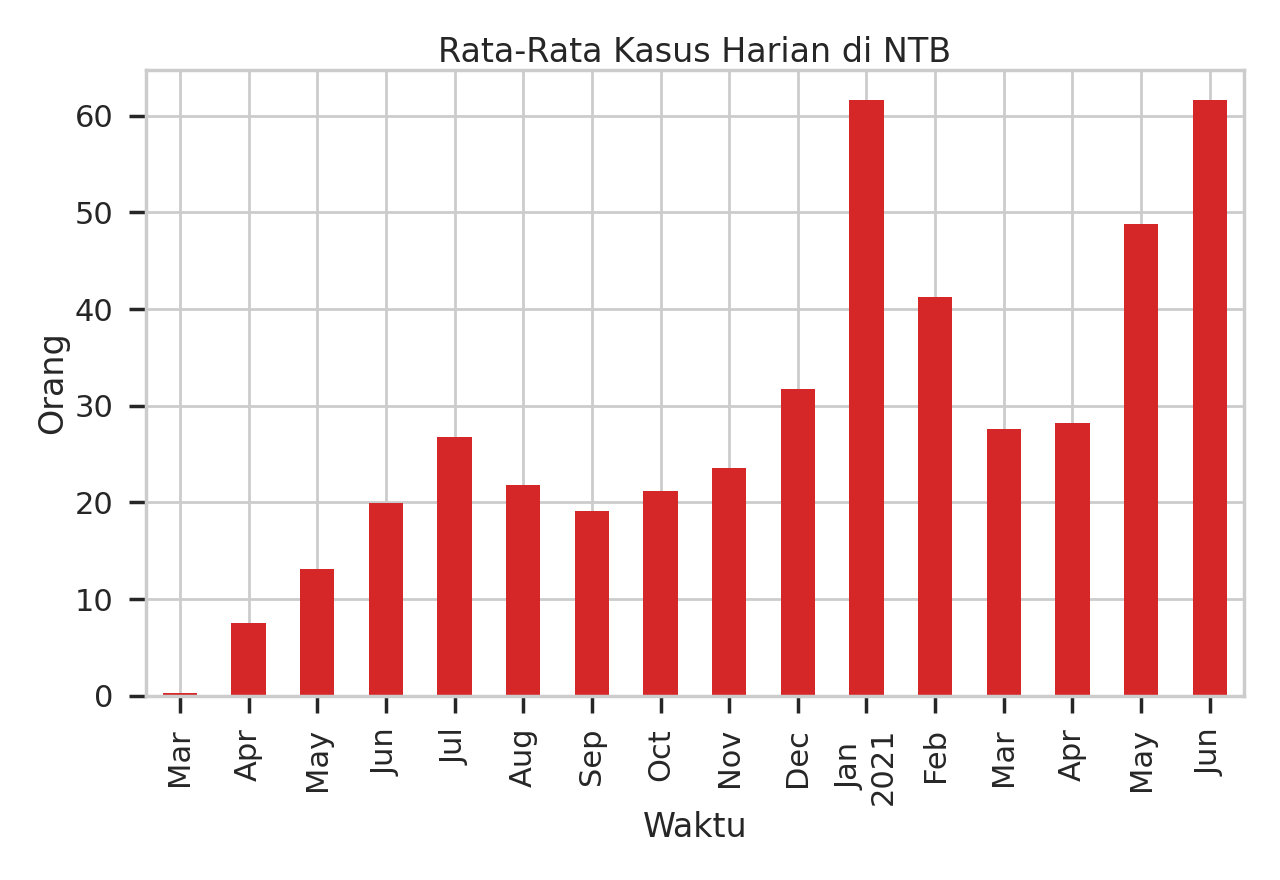 Rata-Rata Kasus Harian di NTB
60
50
40
30
20
10
0
Orang
Mar
Apr
May
Jun
Jul
Aug
Sep
Oct
Nov
Dec
Jan
2021
Feb
Mar
Apr
May
Jun
Waktu